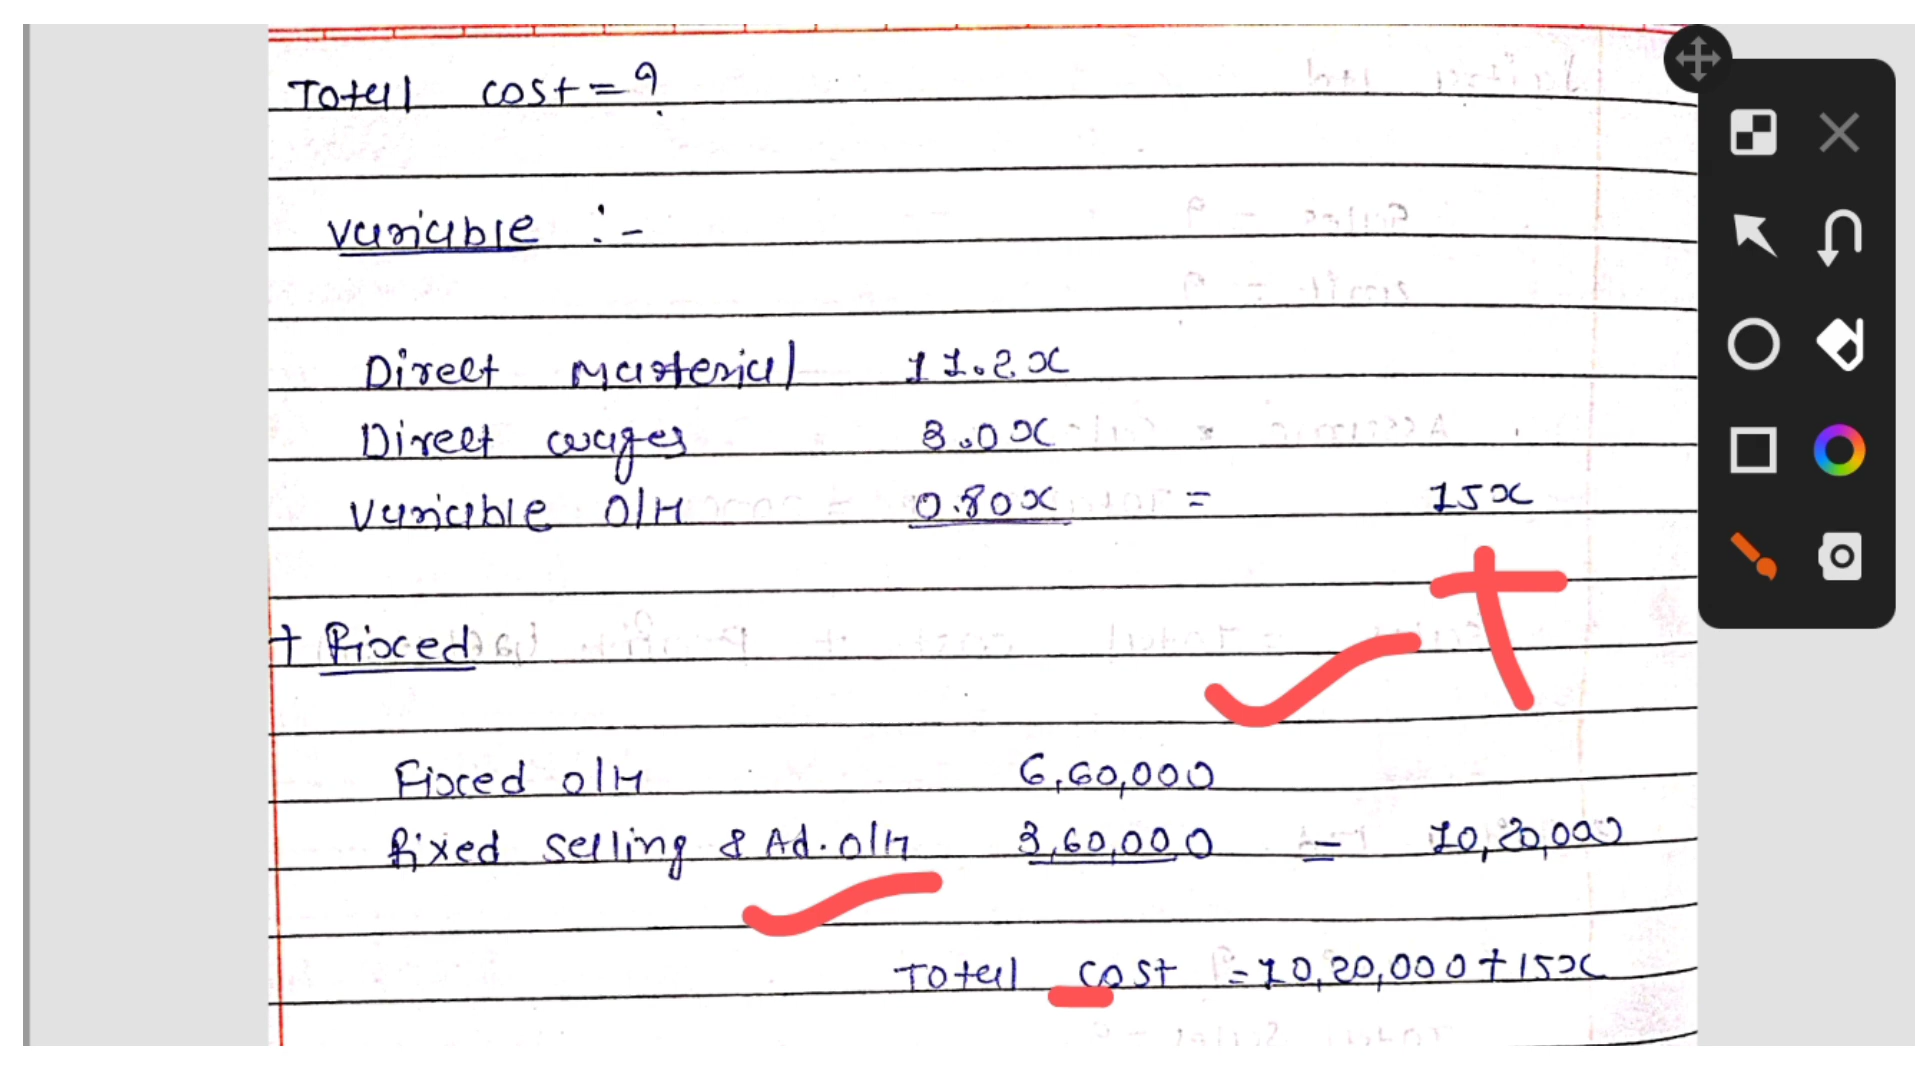 Total cost = ?
Variable :-
Direct Material 11.2x
Direct wages 3.0x
Variable O/H 0.80x = 15x
+ Fixed
Fixed O/H 6,60,000
Fixed Selling & Ad. O/H 3,60,000 = 10,20,000
Total cost = 10,20,000 + 15x